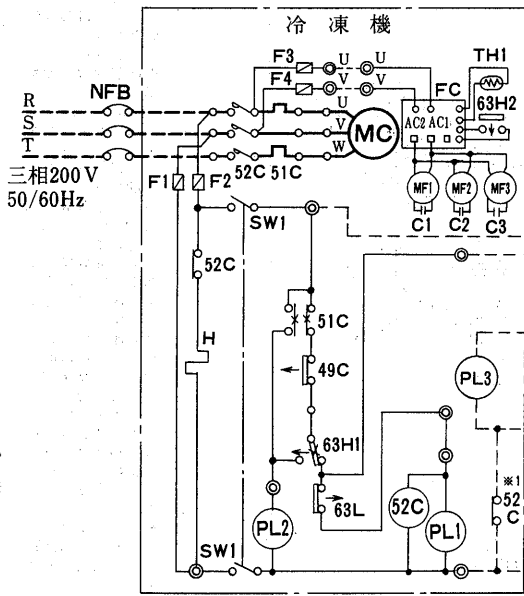 冷凍機
F3 U U TH1
F4 V V FC
63H2
NFB
R U AC2 AC1
S V MC
T W
三相200V F1 F2 52C 51C MF1 MF2 MF3
50/60Hz
SW1 C1 C2 C3
52C
51C
H 49C
PL3
63H1
※1
52
C
63L 52C
PL2 PL1
SW1